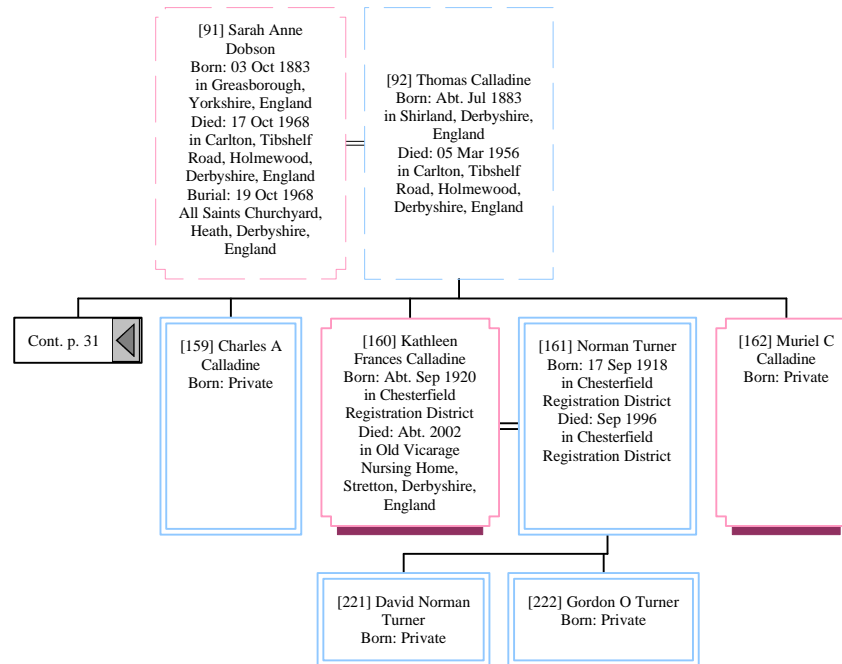 [91] Sarah Anne
Dobson
Born: 03 Oct 1883
in Greasborough,
Yorkshire, England
Died: 17 Oct 1968
in Carlton, Tibshelf
Road, Holmewood,
Derbyshire, England
Burial: 19 Oct 1968
All Saints Churchyard,
Heath, Derbyshire,
England
[92] Thomas Calladine
Born: Abt. Jul 1883
in Shirland, Derbyshire,
England
Died: 05 Mar 1956
in Carlton, Tibshelf
Road, Holmewood,
Derbyshire, England
Cont. p. 31
[159] Charles A
Calladine
Born: Private
[160] Kathleen
Frances Calladine
Born: Abt. Sep 1920
in Chesterfield
Registration District
Died: Abt. 2002
in Old Vicarage
Nursing Home,
Stretton, Derbyshire,
England
[161] Norman Turner
Born: 17 Sep 1918
in Chesterfield
Registration District
Died: Sep 1996
in Chesterfield
Registration District
[162] Muriel C
Calladine
Born: Private
[221] David Norman
Turner
Born: Private
[222] Gordon O Turner
Born: Private